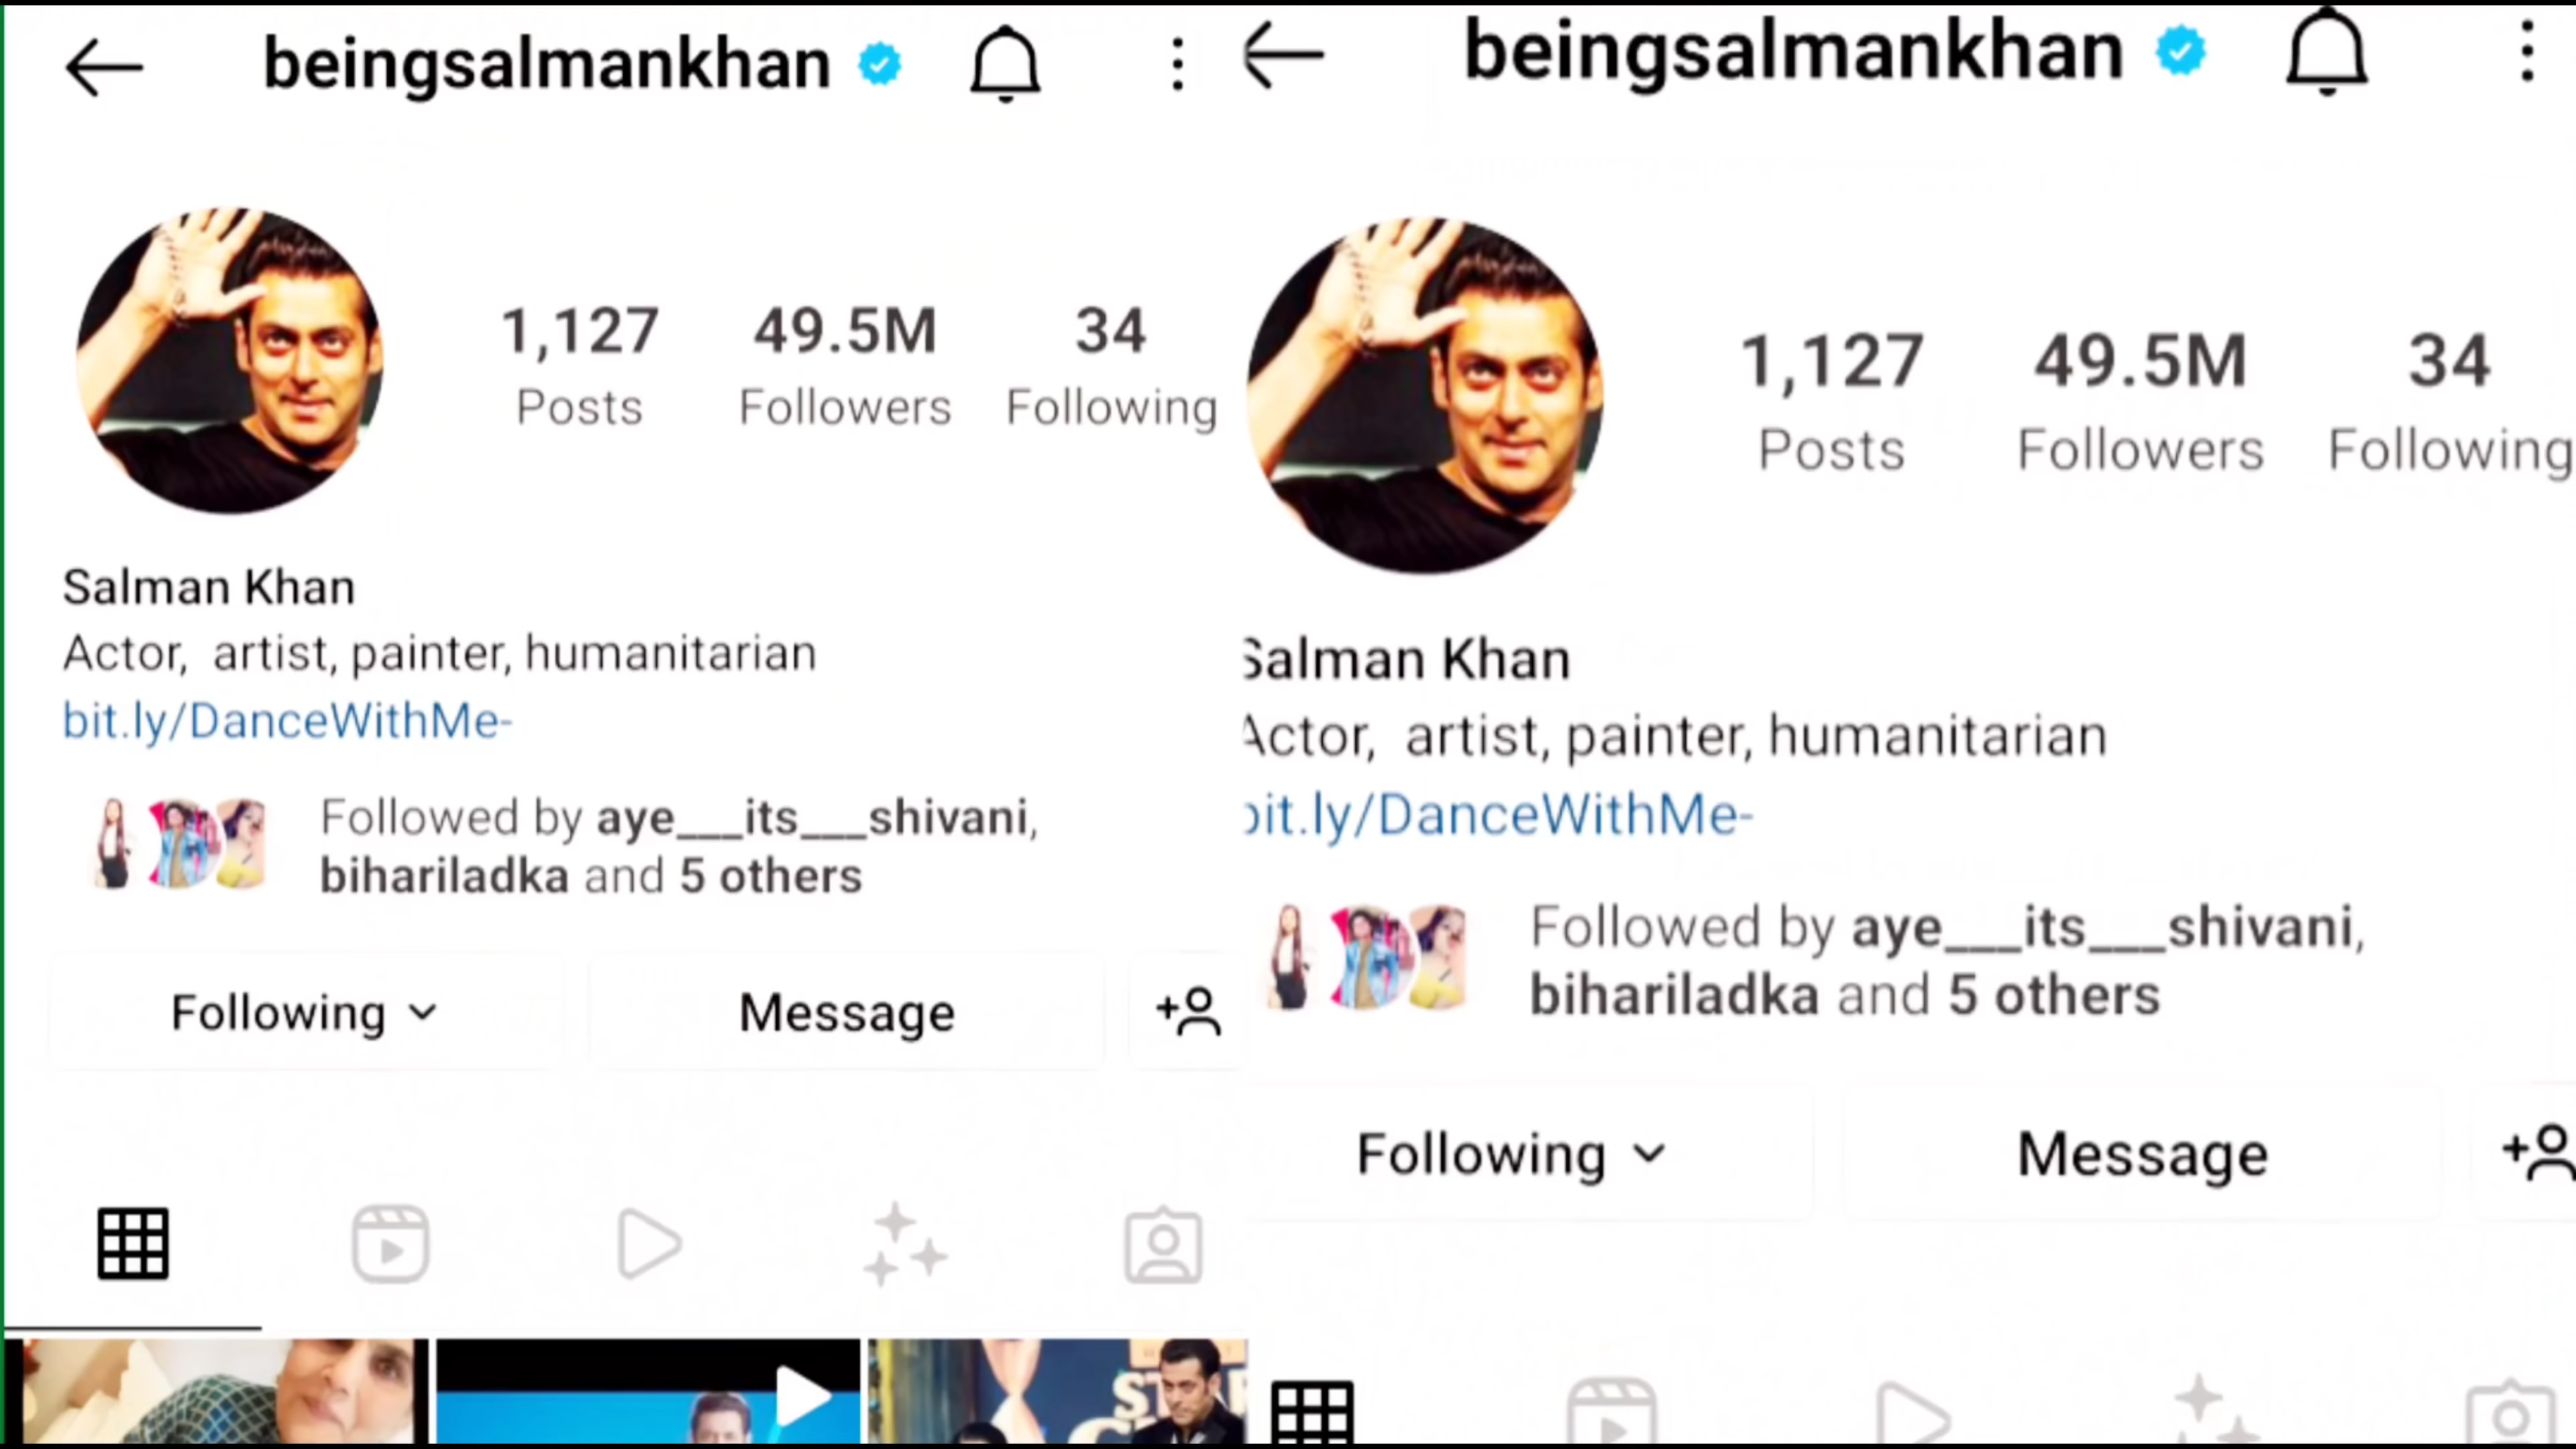 beingsalmankhan
1,127 49.5M 34
Posts Followers Following
Salman Khan
Actor, artist, painter, humanitarian
bit.ly/DanceWithMe-
Followed by aye___its___shivani,
bihariladka and 5 others
Following Message
beingsalmankhan
1,127 49.5M 34
Posts Followers Following
Salman Khan
Actor, artist, painter, humanitarian
bit.ly/DanceWithMe-
Followed by aye___its___shivani,
bihariladka and 5 others
Following Message